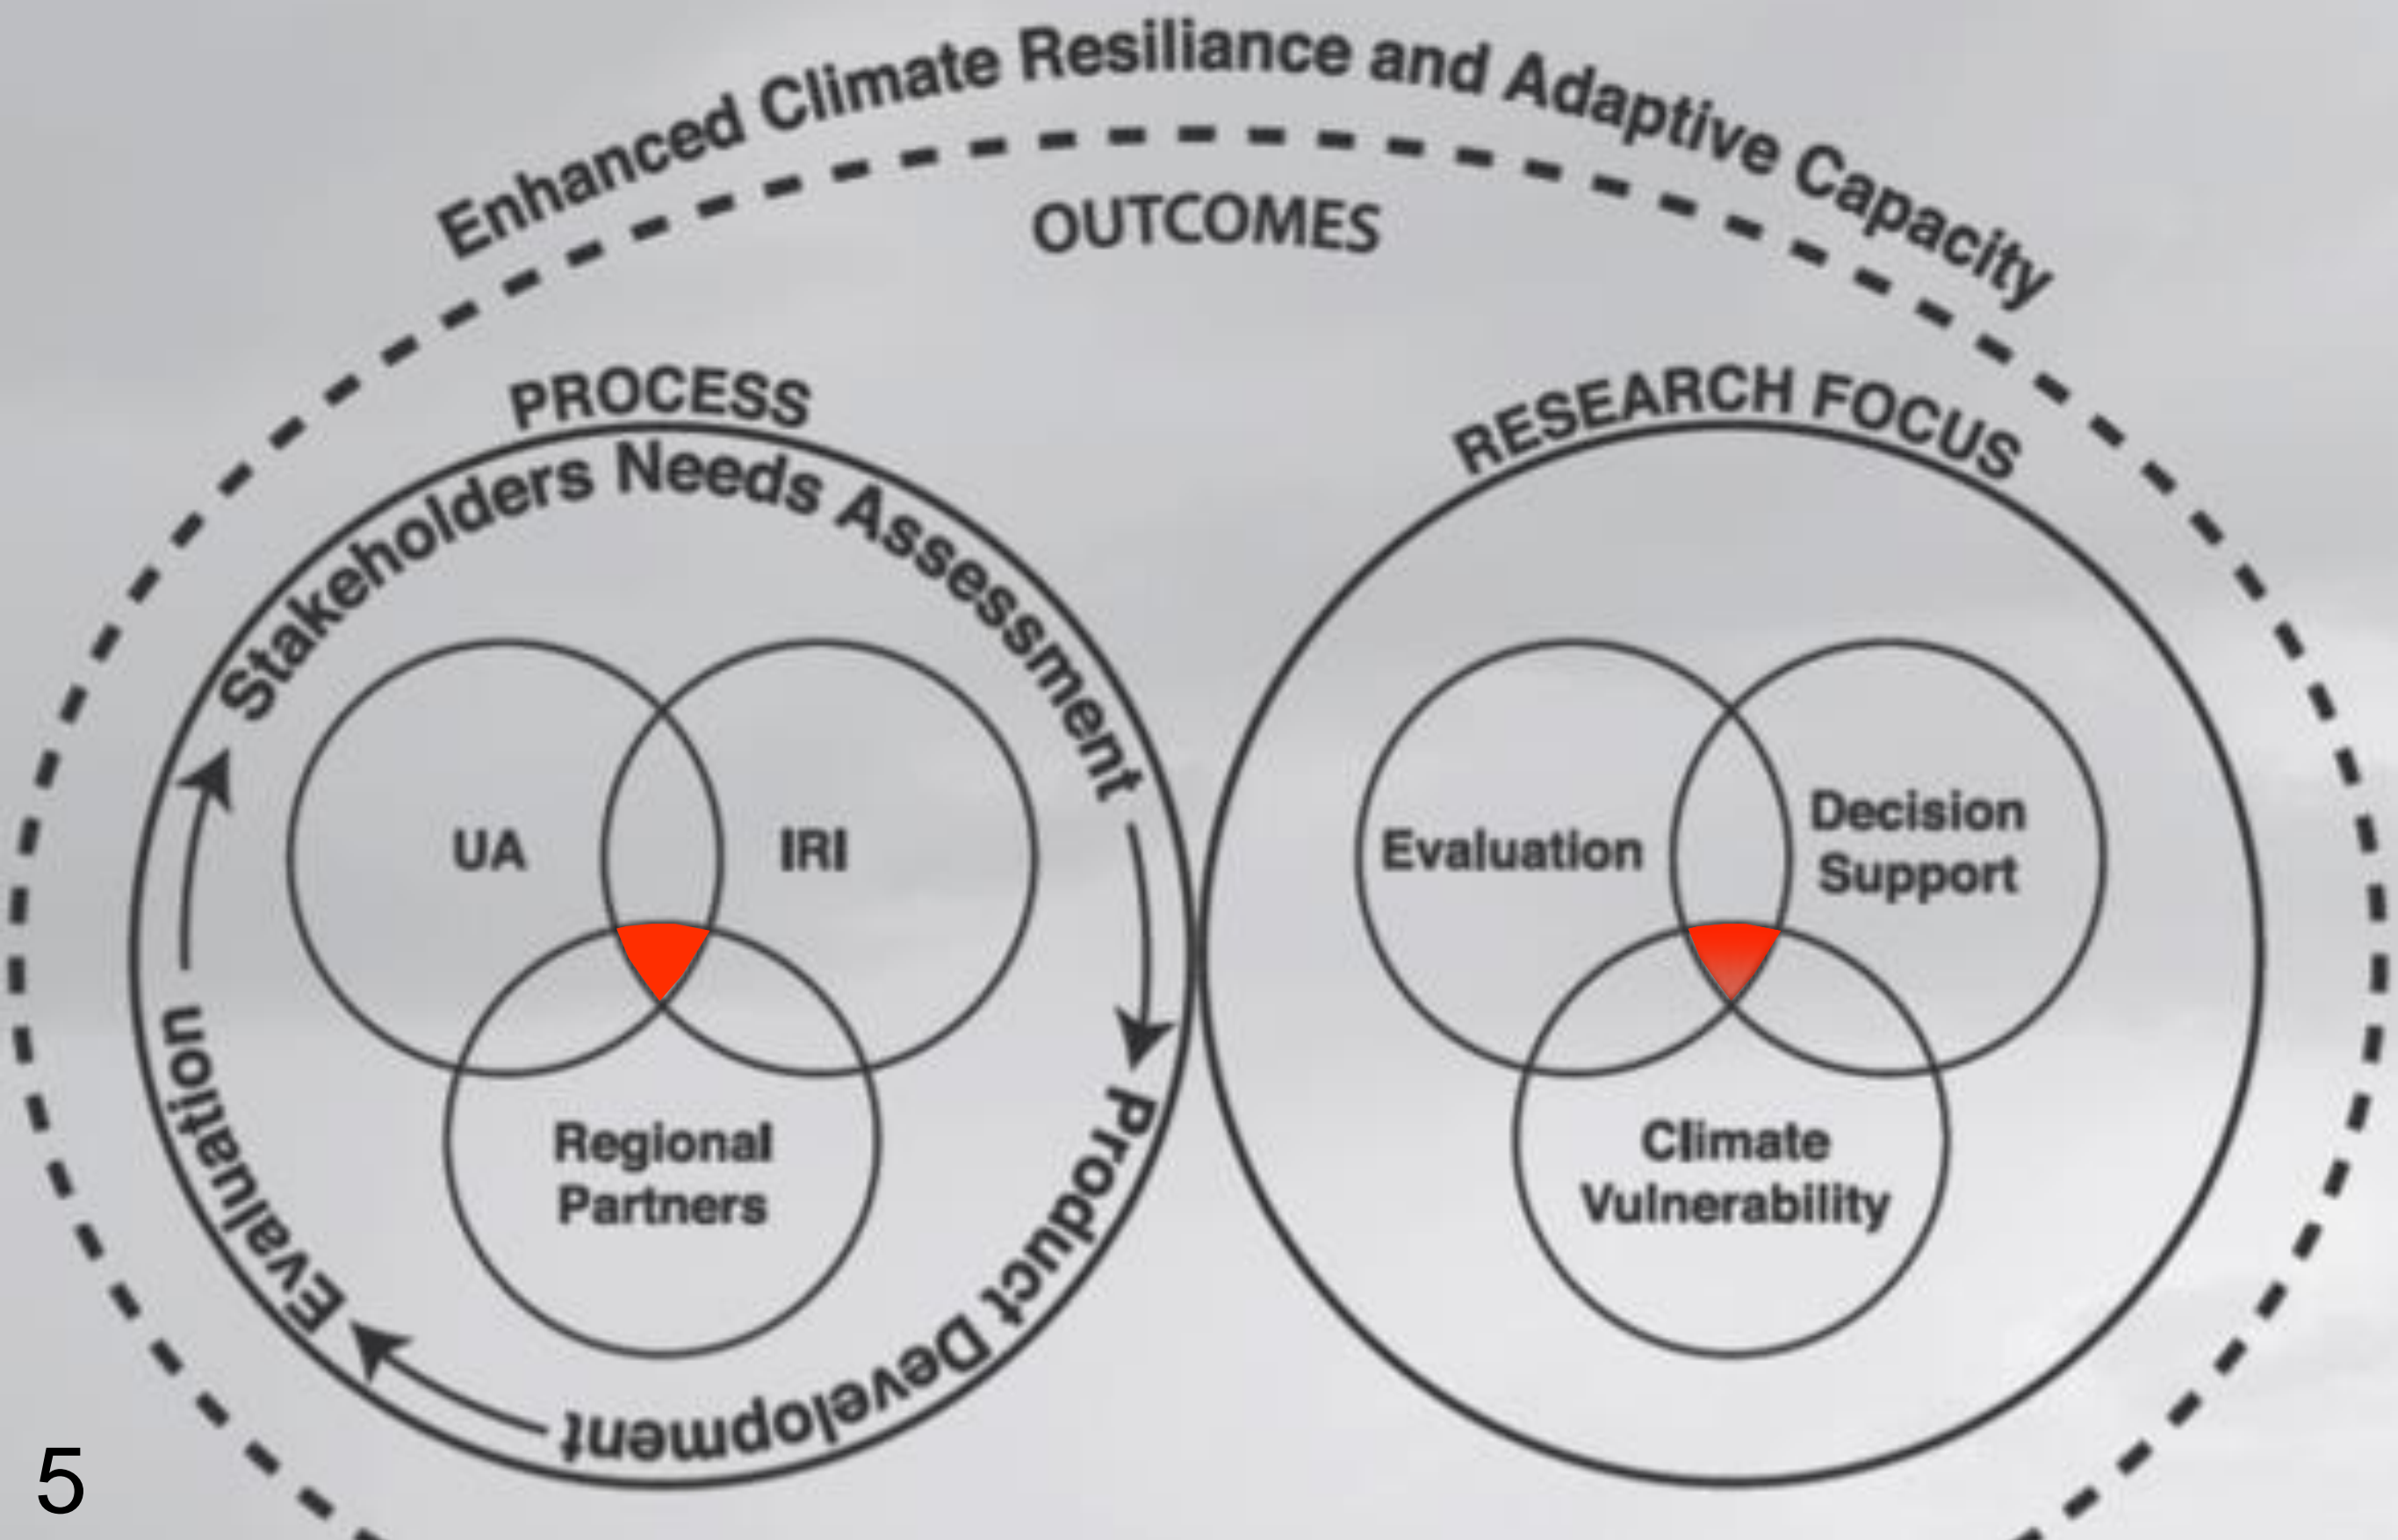 Enhanced Climate Resiliance and Adaptive Capacity
OUTCOMES
PROCESS
Stakeholders Needs Assessment
Product Development
Evaluation
UA
IRI
Regional
Partners
RESEARCH FOCUS
Evaluation
Decision
Support
Climate
Vulnerability
5